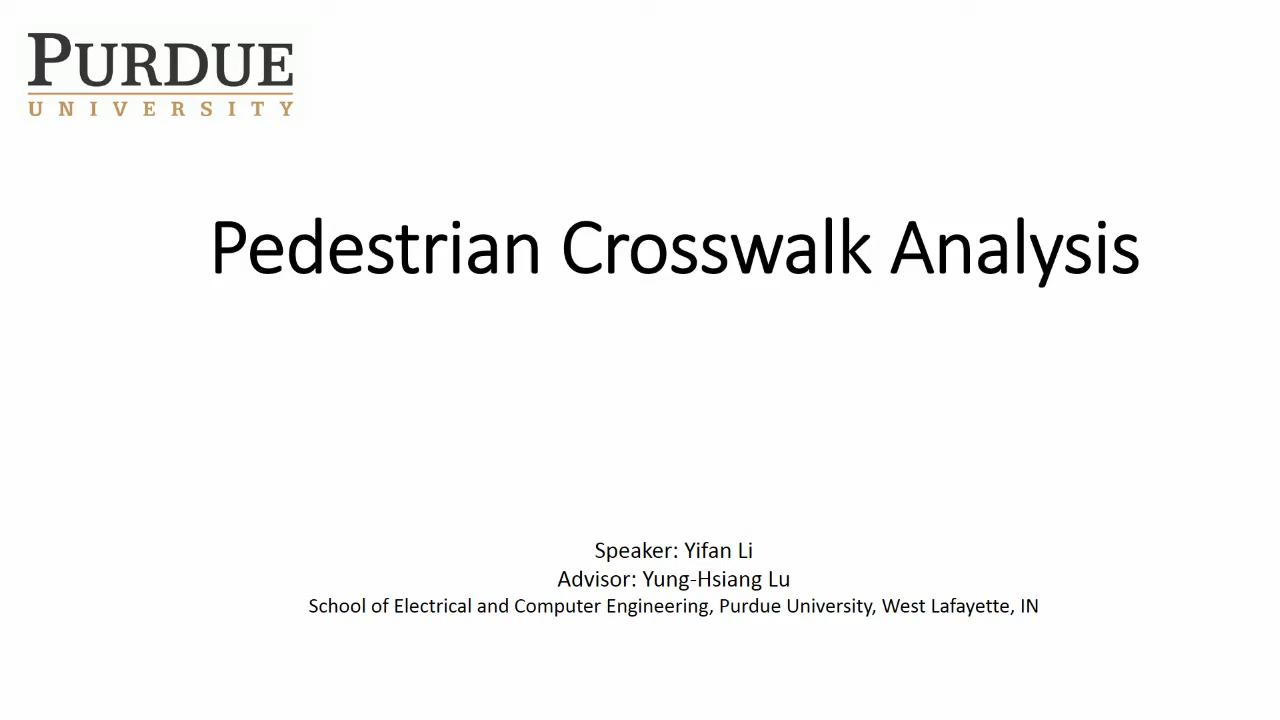 PURDUE
UNIVERSITY
Pedestrian Crosswalk Analysis
Speaker: Yifan Li
Advisor: Yung-Hsiang Lu
School of Electrical and Computer Engineering, Purdue University, West Lafayette, IN